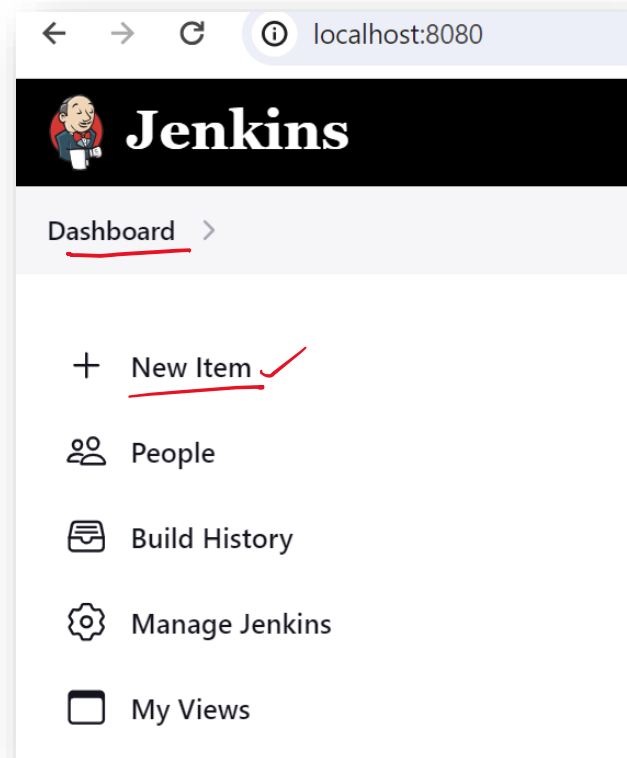 localhost:8080
Jenkins
Dashboard
New Item
People
Build History
Manage Jenkins
My Views